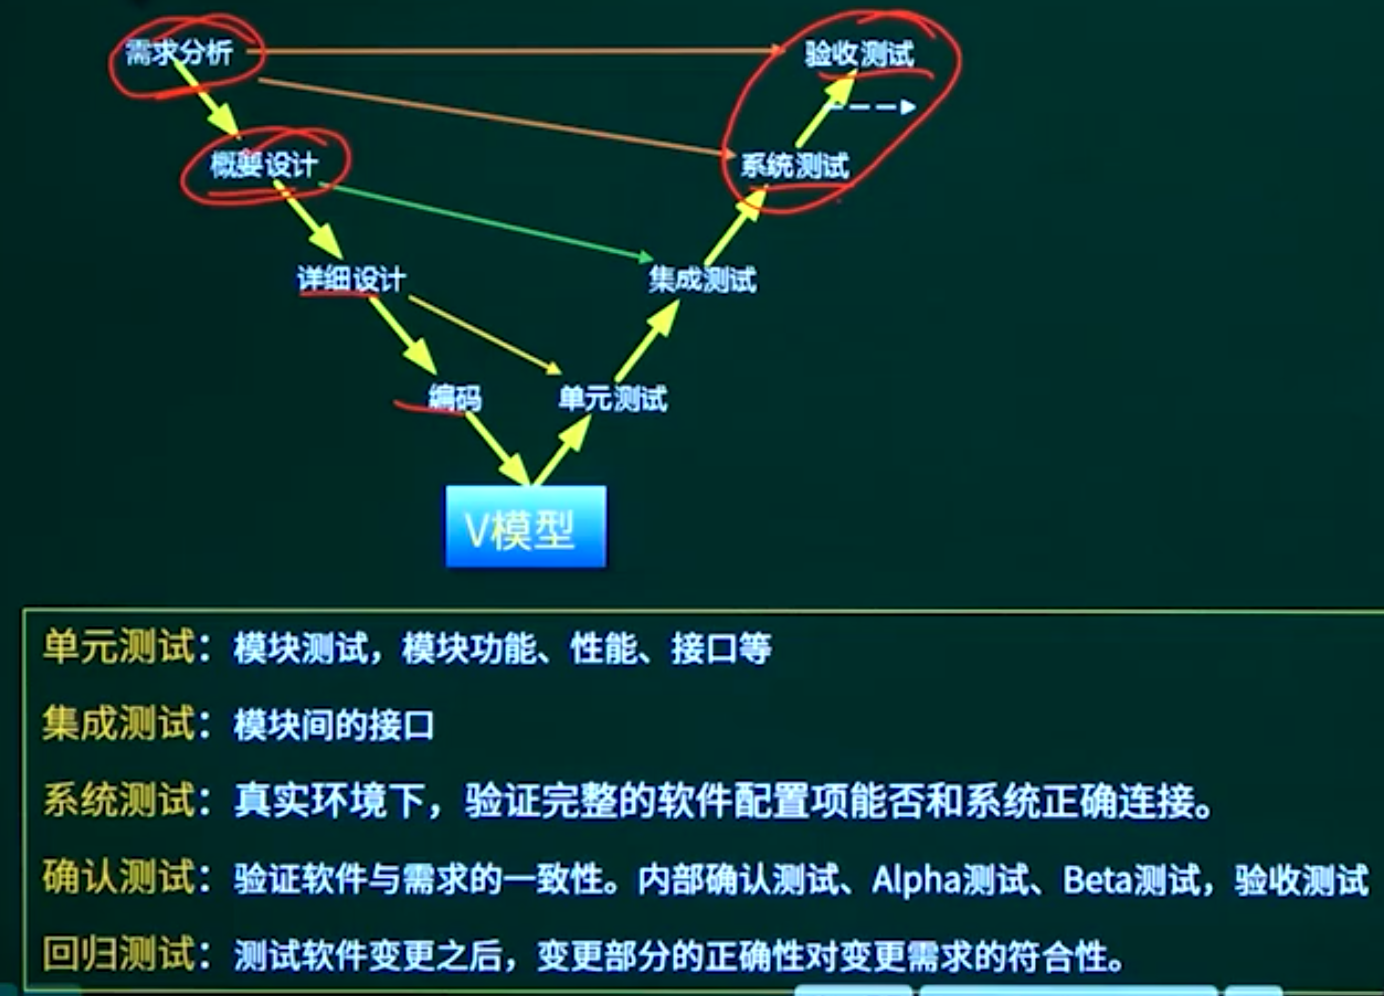 需求分析
验收测试
概要设计
系统测试
详细设计
集成测试
编码
单元测试
V模型
单元测试：模块测试，模块功能、性能、接口等
集成测试：模块间的接口
系统测试：真实环境下，验证完整的软件配置项能否和系统正确连接。
确认测试：验证软件与需求的一致性。内部确认测试、Alpha测试、Beta测试，验收测试
回归测试：测试软件变更之后，变更部分的正确性对变更需求的符合性。